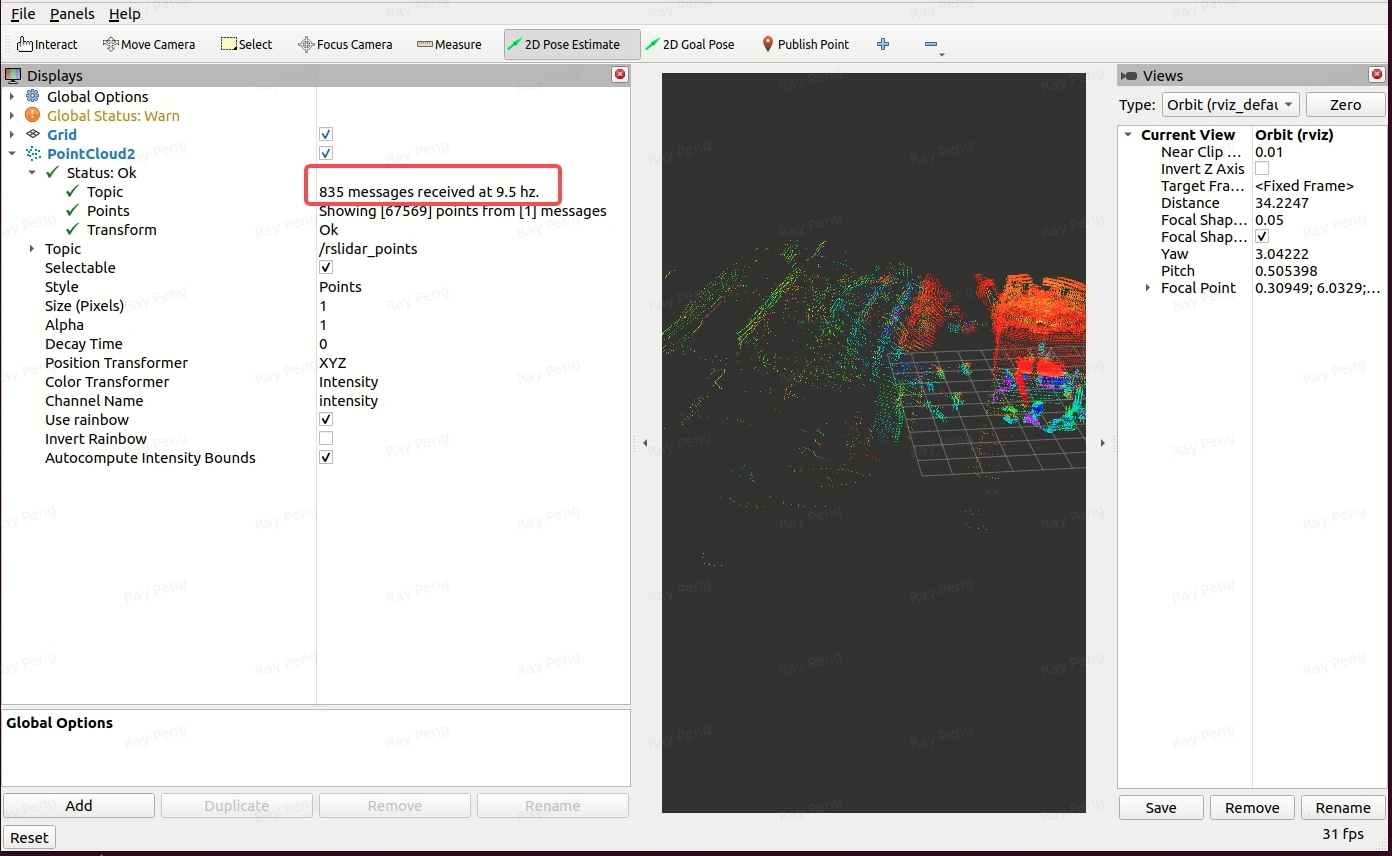 File Panels Help
Interact Move Camera Select Focus Camera Measure 2D Pose Estimate 2D Goal Pose Publish Point
Displays
Global Options
Global Status: Warn
Grid
PointCloud2
Status: Ok
Topic 835 messages received at 9.5 hz.
Points Showing [67569] points from [1] messages
Transform Ok
Topic /rslidar_points
Selectable
Style Points
Size (Pixels) 1
Alpha 1
Decay Time 0
Position Transformer XYZ
Color Transformer Intensity
Channel Name intensity
Use rainbow
Invert Rainbow
Autocompute Intensity Bounds
Global Options
Add Duplicate Remove Rename
Reset
Views
Type: Orbit (rviz_defau Zero
Current View Orbit (rviz)
Near Clip ... 0.01
Invert Z Axis
Target Fra... <Fixed Frame>
Distance 34.2247
Focal Shap... 0.05
Focal Shap...
Yaw 3.04222
Pitch 0.505398
Focal Point 0.30949; 6.0329;...
Save Remove Rename
31 fps
Ray Peng